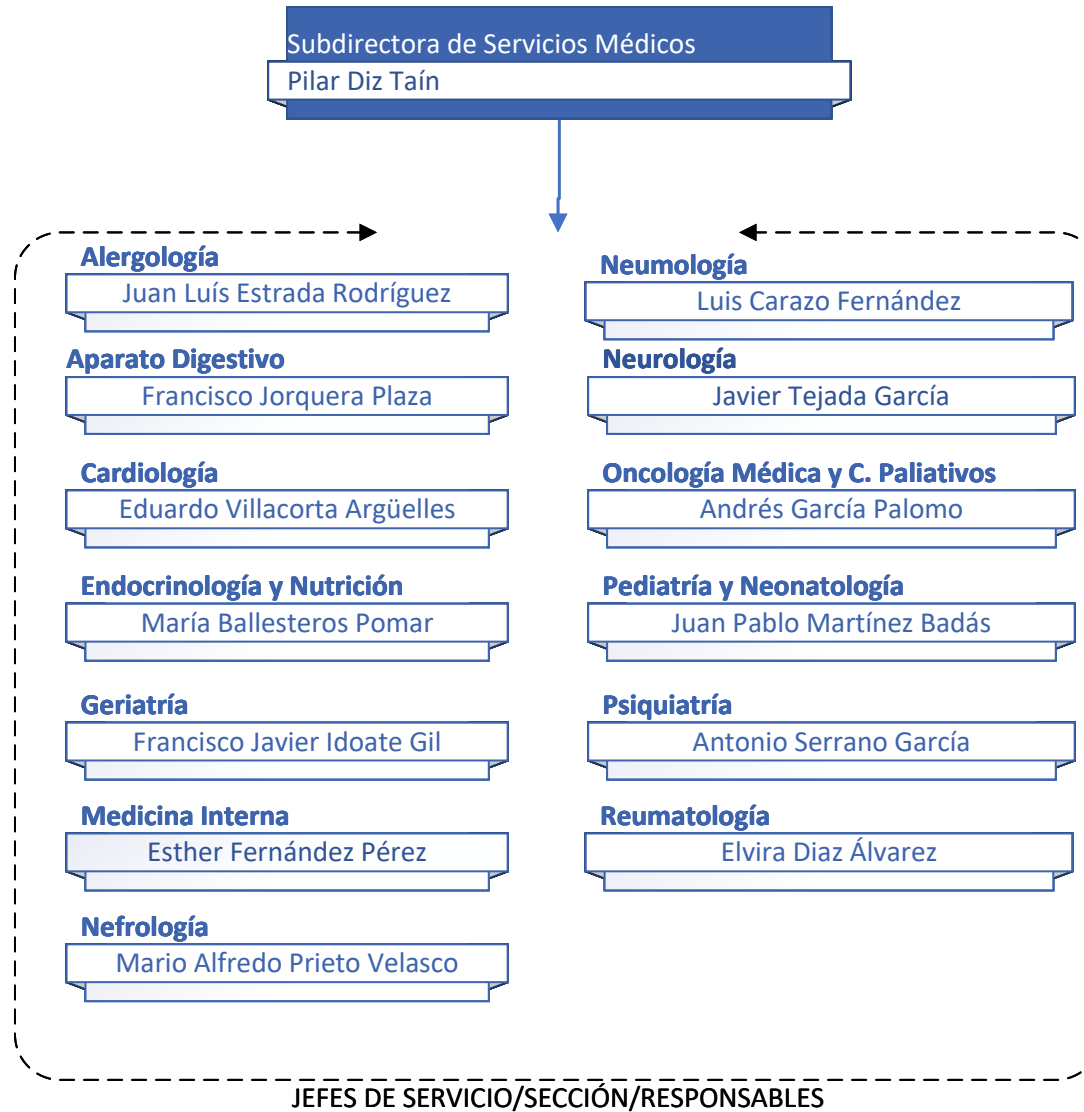 Subdirectora de Servicios Médicos
Pilar Diz Taín
Alergología
Juan Luís Estrada Rodríguez
Aparato Digestivo
Francisco Jorquera Plaza
Cardiología
Eduardo Villacorta Argüelles
Endocrinología y Nutrición
María Ballesteros Pomar
Geriatría
Francisco Javier Idoate Gil
Medicina Interna
Esther Fernández Pérez
Nefrología
Mario Alfredo Prieto Velasco
Neumología
Luis Carazo Fernández
Neurología
Javier Tejada García
Oncología Médica y C. Paliativos
Andrés García Palomo
Pediatría y Neonatología
Juan Pablo Martínez Badás
Psiquiatría
Antonio Serrano García
Reumatología
Elvira Diaz Álvarez
JEFES DE SERVICIO/SECCIÓN/RESPONSABLES